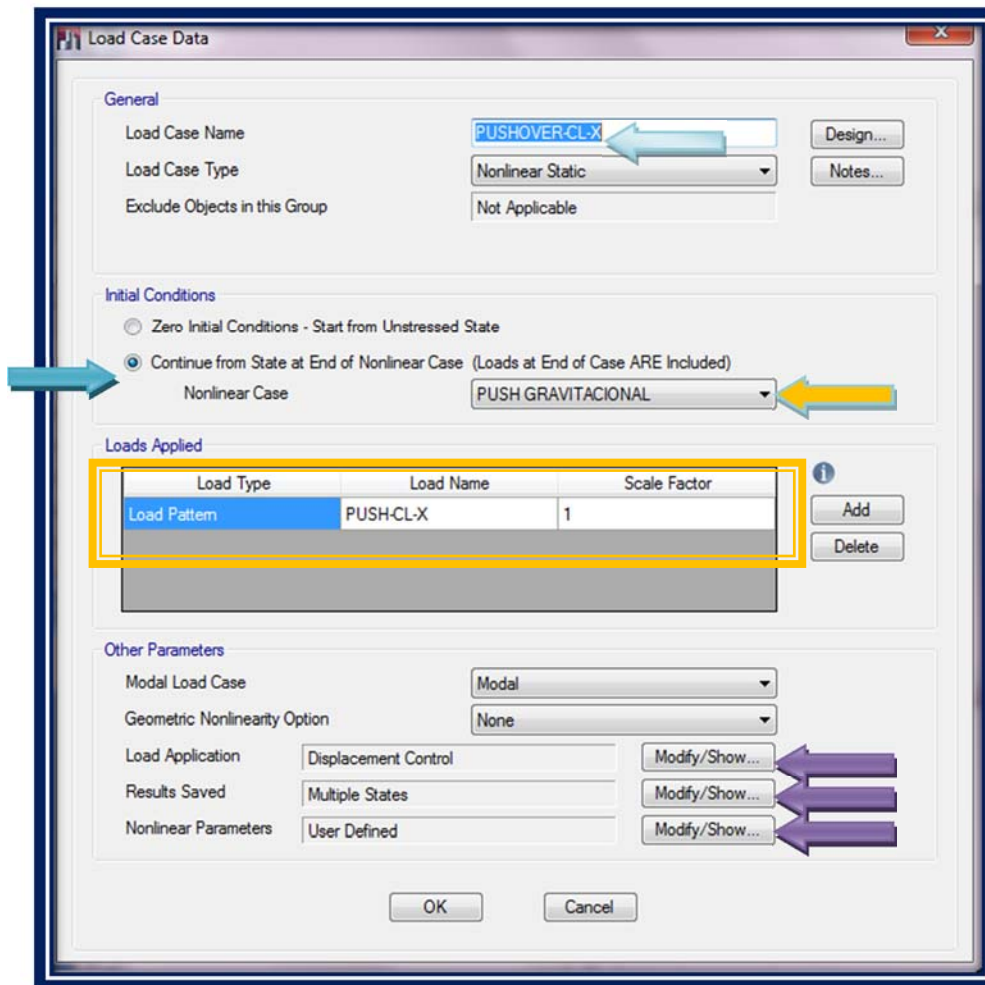 Load Case Data
X
General
Load Case Name PUSHOVER-CL-X Design...
Load Case Type Nonlinear Static Notes...
Exclude Objects in this Group Not Applicable
Initial Conditions
Zero Initial Conditions - Start from Unstressed State
Continue from State at End of Nonlinear Case (Loads at End of Case ARE Included)
Nonlinear Case PUSH GRAVITACIONAL
Loads Applied
Load Type Load Name Scale Factor
Load Pattern PUSH-CL-X 1 Add
Delete
Other Parameters
Modal Load Case Modal
Geometric Nonlinearity Option None
Load Application Displacement Control Modify/Show...
Results Saved Multiple States Modify/Show...
Nonlinear Parameters User Defined Modify/Show...
OK Cancel